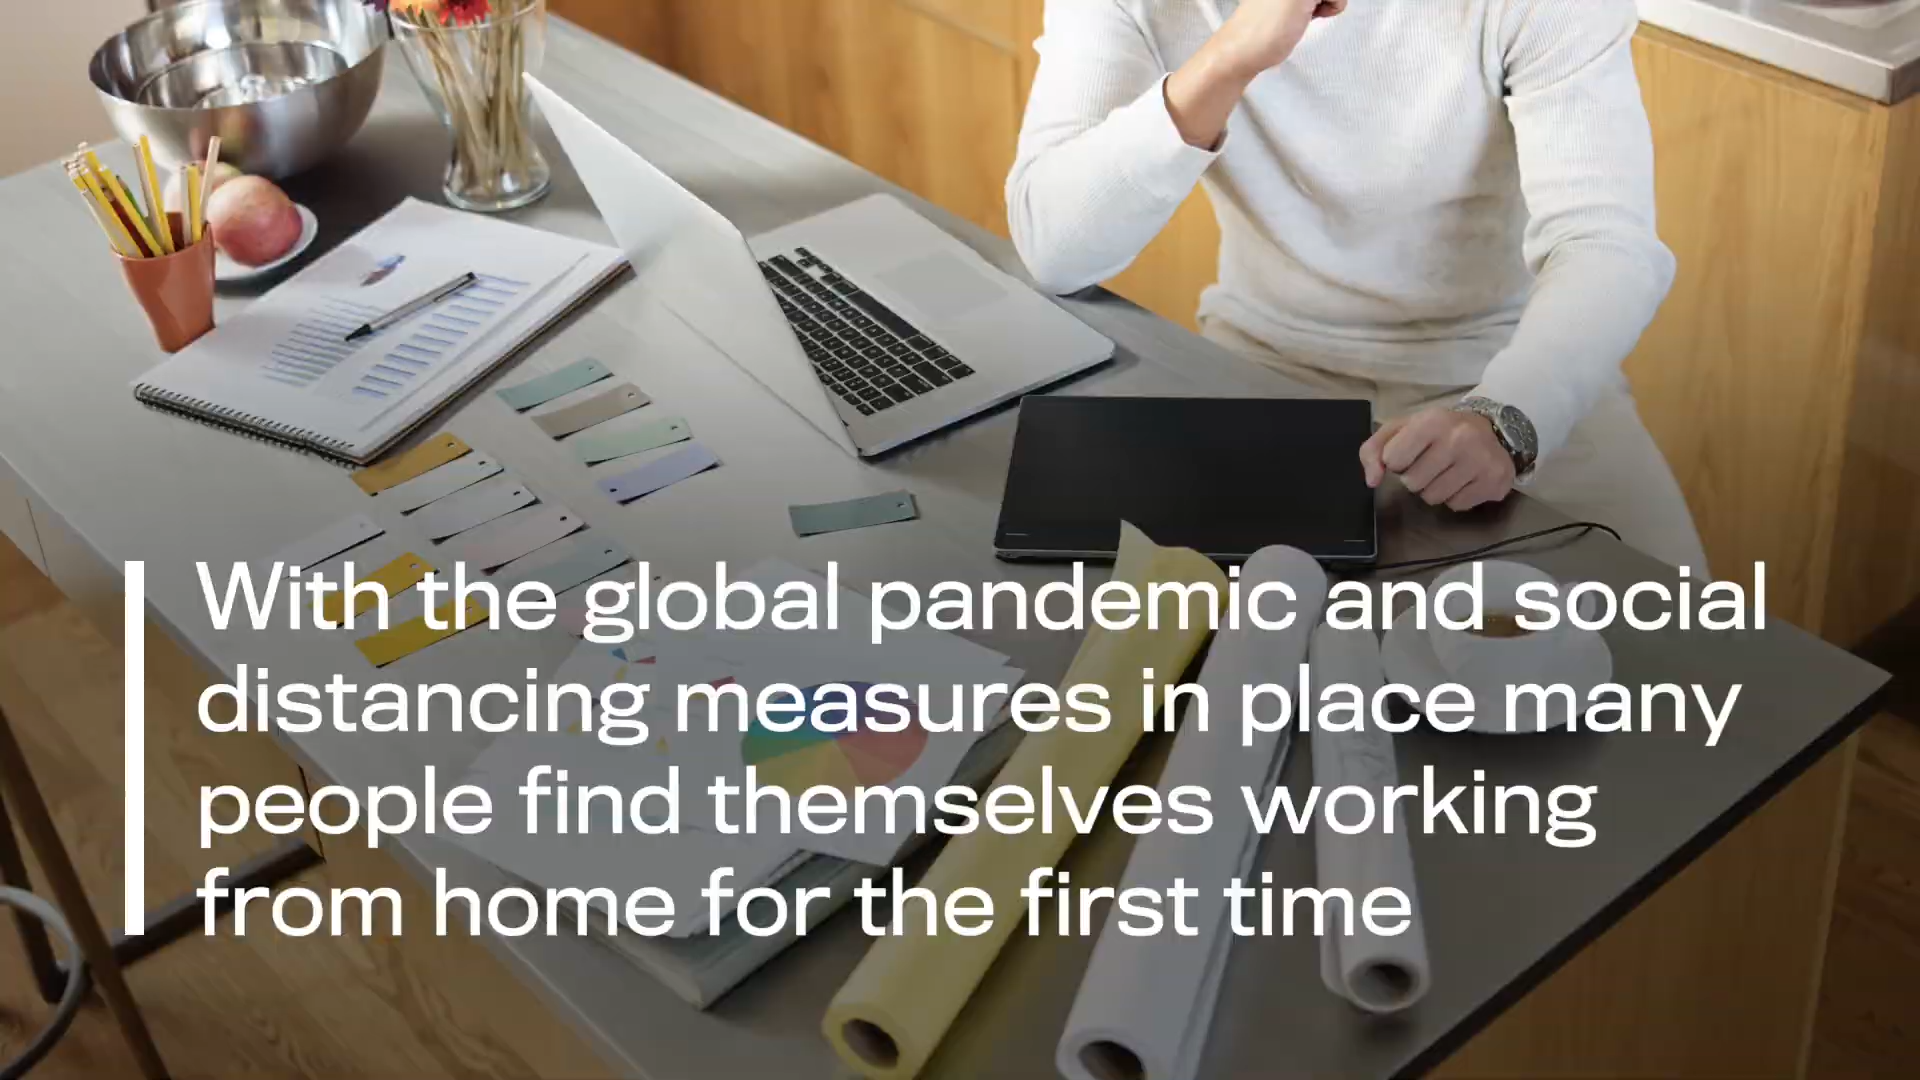 With the global pandemic and social
distancing measures in place many
people find themselves working
from home for the first time